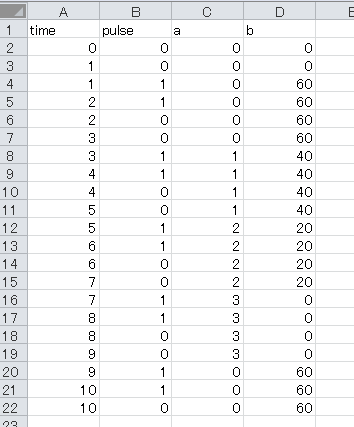 A B C D E
1 time pulse a b
2 0 0 0 0
3 1 0 0 0
4 1 1 0 60
5 2 1 0 60
6 2 0 0 60
7 3 0 0 60
8 3 1 1 40
9 4 1 1 40
10 4 0 1 40
11 5 0 1 40
12 5 1 2 20
13 6 1 2 20
14 6 0 2 20
15 7 0 2 20
16 7 1 3 0
17 8 1 3 0
18 8 0 3 0
19 9 0 3 0
20 9 1 0 60
21 10 1 0 60
22 10 0 0 60
23